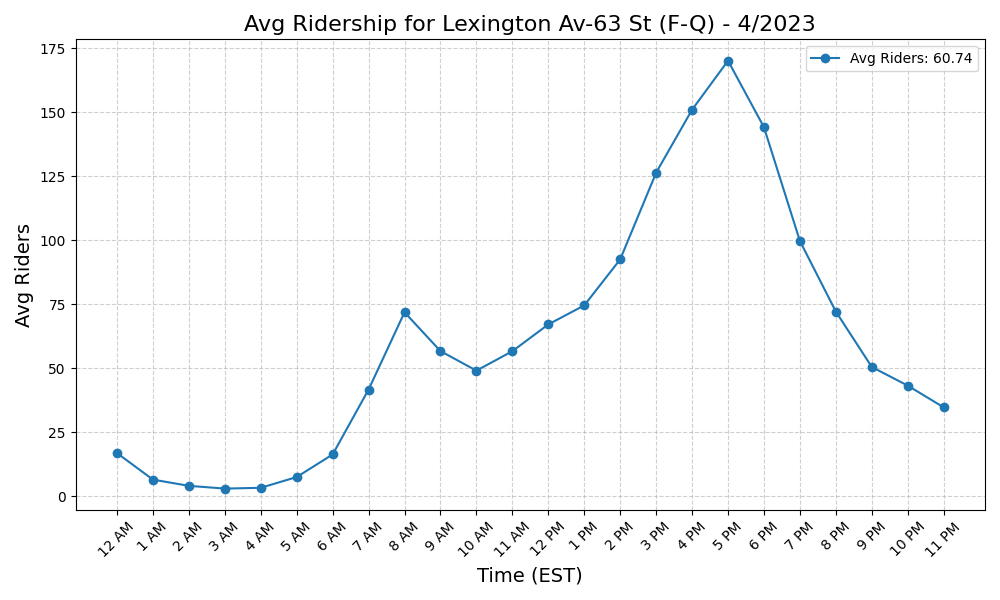 Avg Ridership for Lexington Av-63 St (F-Q) - 4/2023
Avg Riders: 60.74
175
150
125
100
75
50
25
0
Avg Riders
12 AM
1 AM
2 AM
3 AM
4 AM
5 AM
6 AM
7 AM
8 AM
9 AM
10 AM
11 AM
12 PM
1 PM
2 PM
3 PM
4 PM
5 PM
6 PM
7 PM
8 PM
9 PM
10 PM
11 PM
Time (EST)